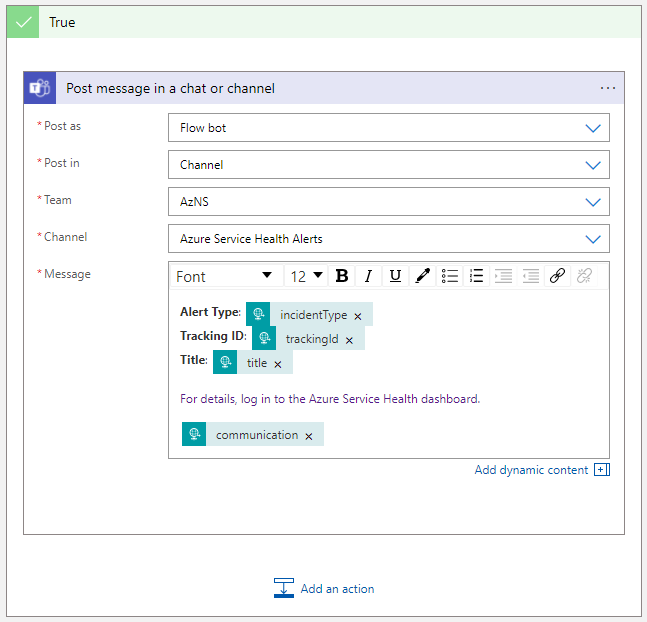 True
Post message in a chat or channel
* Post as
Flow bot
* Post in
Channel
* Team
AzNS
* Channel
Azure Service Health Alerts
* Message
Font 12 B I U
Alert Type: incidentType ×
Tracking ID: trackingId ×
Title: title ×
For details, log in to the Azure Service Health dashboard.
communication ×
Add dynamic content
Add an action